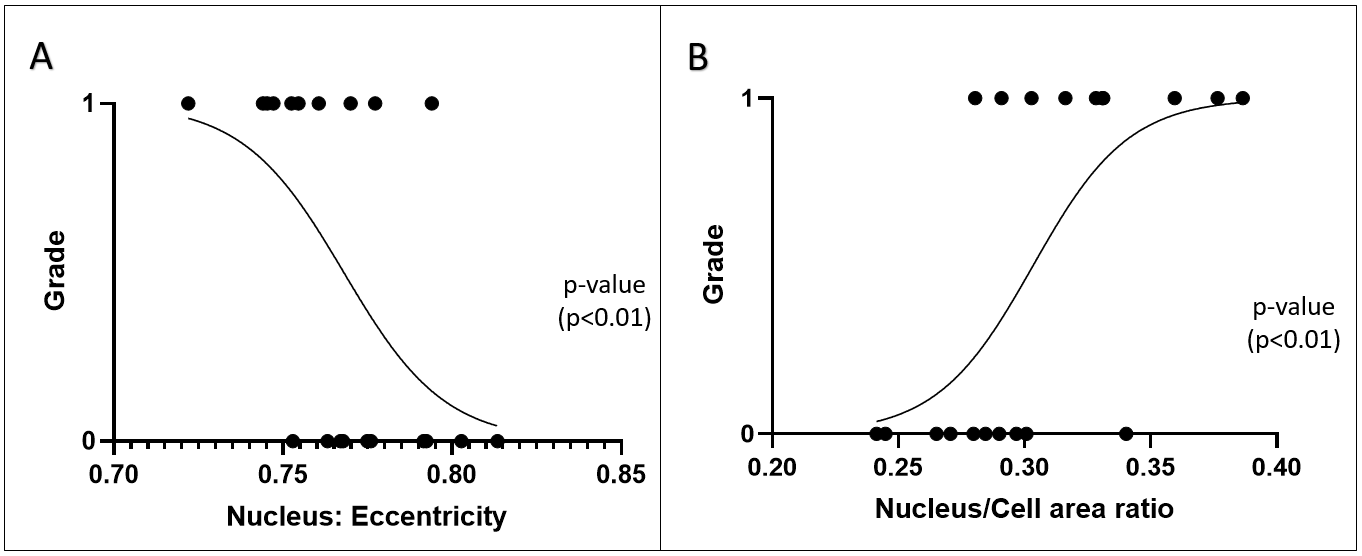 A
1
Grade
0
p-value
(p<0.01)
0.70 0.75 0.80 0.85
Nucleus: Eccentricity
B
1
Grade
0
p-value
(p<0.01)
0.20 0.25 0.30 0.35 0.40
Nucleus/Cell area ratio